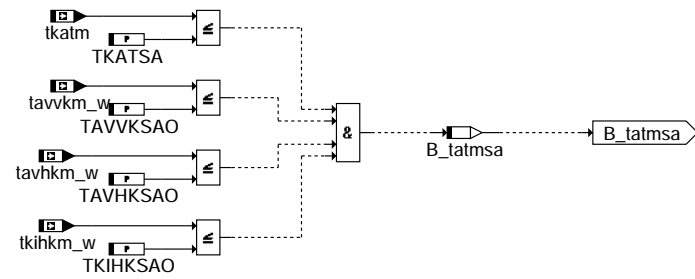 tkatm
TKATSA
tavvkm_w
TAVVKSAO
tavhkm_w
TAVHKSAO
tkihkm_w
TKIHKSAO
P
P
P
P
≤
≤
≤
≤
&
B_tatmsa
B_tatmsa